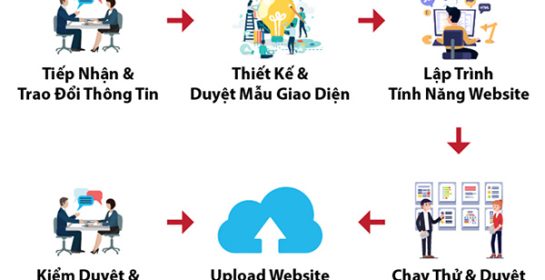 Tiếp Nhận &
Trao Đổi Thông Tin
Thiết Kế &
Duyệt Mẫu Giao Diện
Lập Trình
Tính Năng Website
Kiểm Duyệt &
Upload Website
Chạy Thử & Duyệt